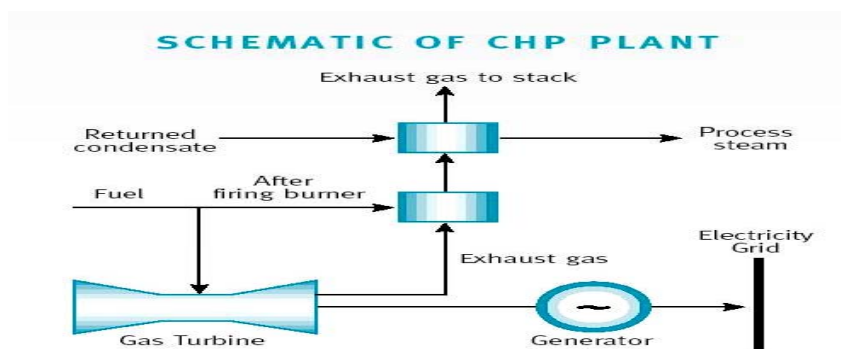 SCHEMATIC OF CHP PLANT
Exhaust gas to stack
Returned
condensate
Process
steam
After
firing burner
Fuel
Electricity
Grid
Exhaust gas
~
Gas Turbine
Generator